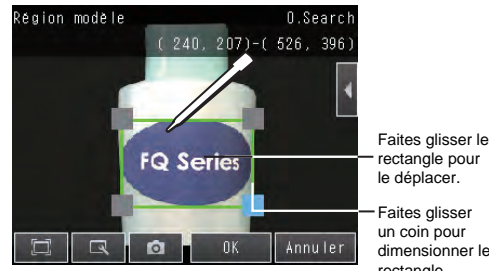 Région modèle 0.Search
( 240, 207)-( 526, 396)
FQ Series
Faites glisser le
rectangle pour
le déplacer.
Faites glisser
un coin pour
dimensionner le
rectangle
OK Annuler